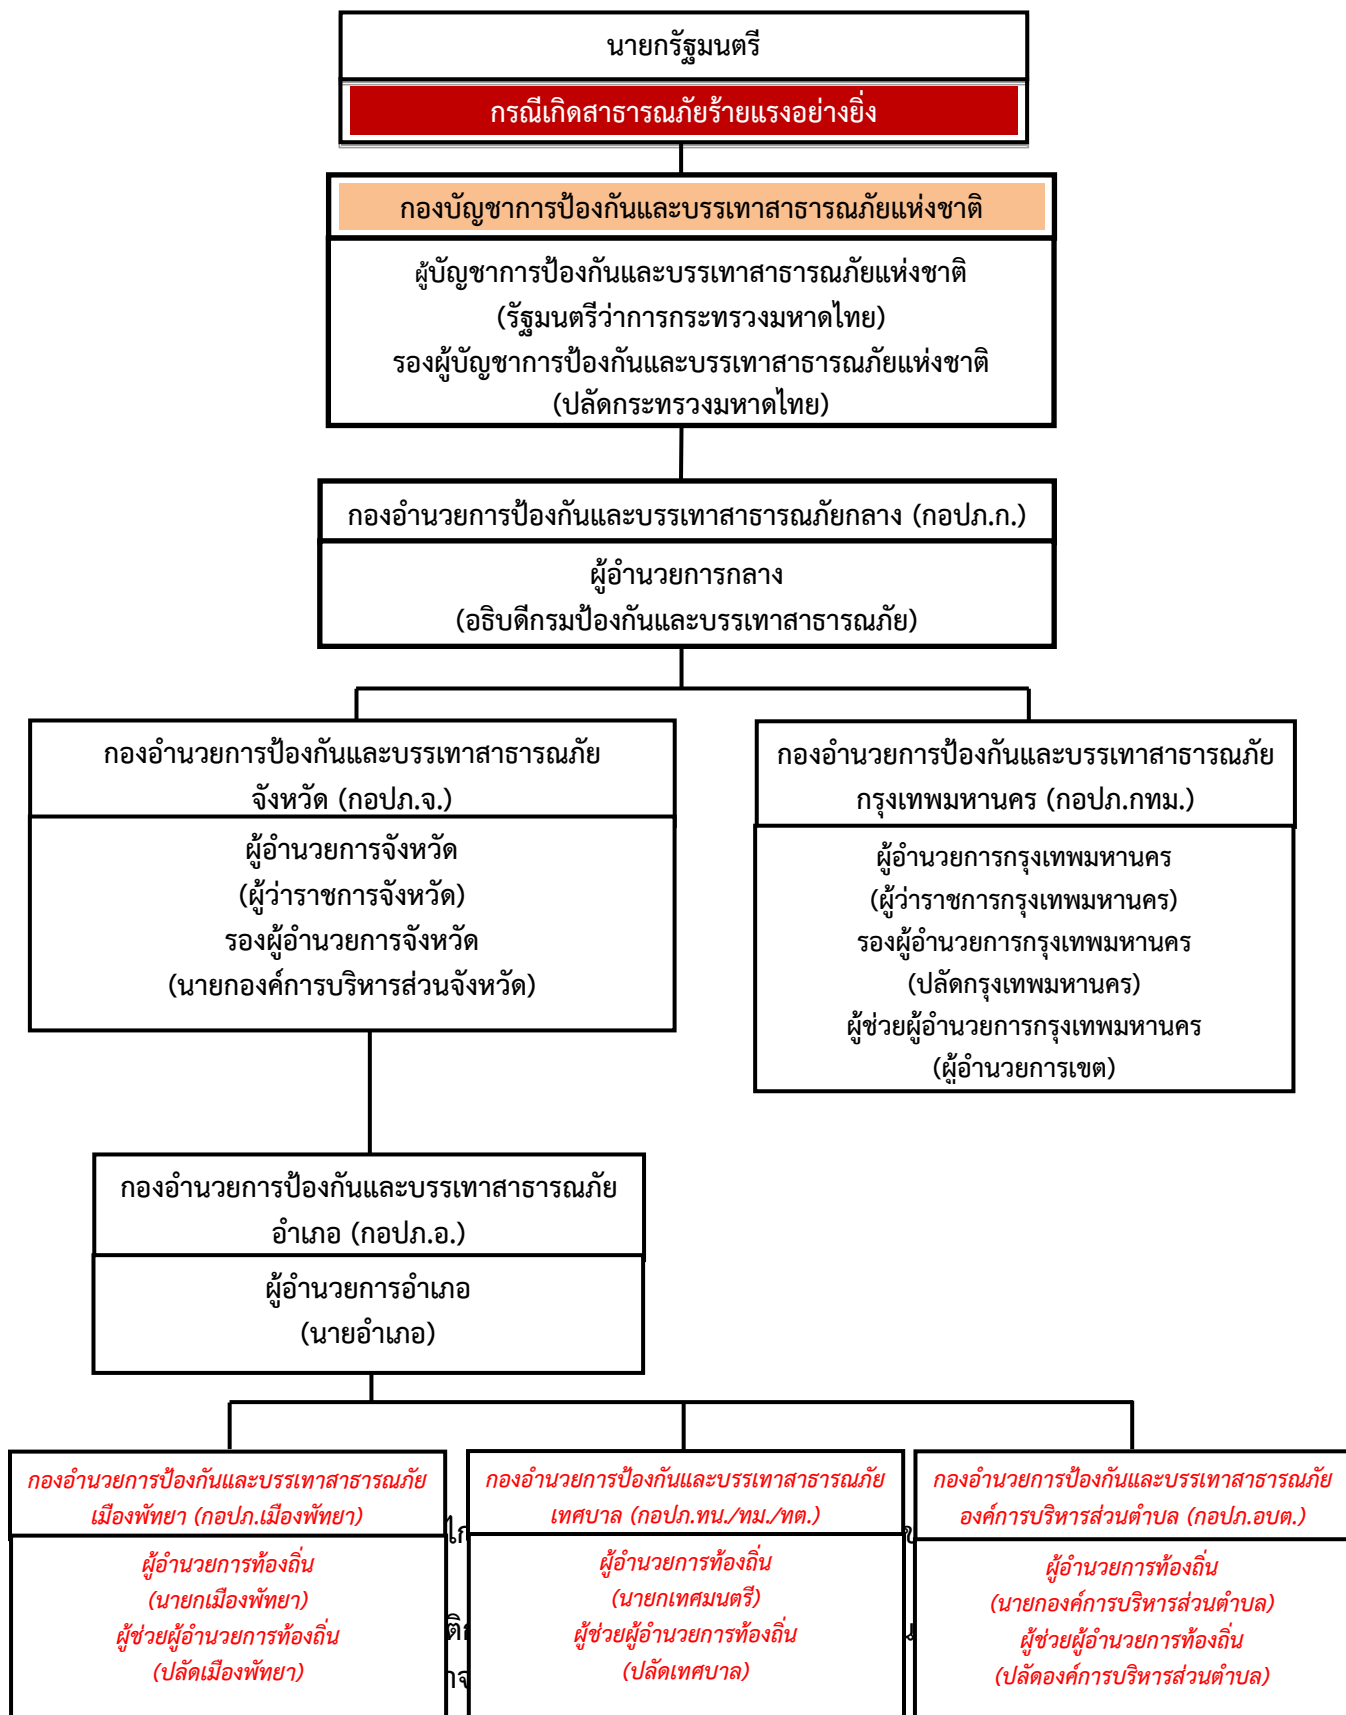 นายกรัฐมนตรี
กรณีเกิดสาธารณภัยร้ายแรงอย่างยิ่ง
กองบัญชาการป้องกันและบรรเทาสาธารณภัยแห่งชาติ
ผู้บัญชาการป้องกันและบรรเทาสาธารณภัยแห่งชาติ
(รัฐมนตรีว่าการกระทรวงมหาดไทย)
รองผู้บัญชาการป้องกันและบรรเทาสาธารณภัยแห่งชาติ
(ปลัดกระทรวงมหาดไทย)
กองอำนวยการป้องกันและบรรเทาสาธารณภัยกลาง (กอปภ.ก.)
ผู้อำนวยการกลาง
(อธิบดีกรมป้องกันและบรรเทาสาธารณภัย)
กองอำนวยการป้องกันและบรรเทาสาธารณภัย
จังหวัด (กอปภ.จ.)
ผู้อำนวยการจังหวัด
(ผู้ว่าราชการจังหวัด)
รองผู้อำนวยการจังหวัด
(นายกองค์การบริหารส่วนจังหวัด)
กองอำนวยการป้องกันและบรรเทาสาธารณภัย
กรุงเทพมหานคร (กอปภ.กทม.)
ผู้อำนวยการกรุงเทพมหานคร
(ผู้ว่าราชการกรุงเทพมหานคร)
รองผู้อำนวยการกรุงเทพมหานคร
(ปลัดกรุงเทพมหานคร)
ผู้ช่วยผู้อำนวยการกรุงเทพมหานคร
(ผู้อำนวยการเขต)
กองอำนวยการป้องกันและบรรเทาสาธารณภัย
อำเภอ (กอปภ.อ.)
ผู้อำนวยการอำเภอ
(นายอำเภอ)
กองอำนวยการป้องกันและบรรเทาสาธารณภัย
เมืองพัทยา (กอปภ.เมืองพัทยา)
ผู้อำนวยการท้องถิ่น
(นายกเมืองพัทยา)
ผู้ช่วยผู้อำนวยการท้องถิ่น
(ปลัดเมืองพัทยา)
กองอำนวยการป้องกันและบรรเทาสาธารณภัย
เทศบาล (กอปภ.ทน./ทม./ทต.)
ผู้อำนวยการท้องถิ่น
(นายกเทศมนตรี)
ผู้ช่วยผู้อำนวยการท้องถิ่น
(ปลัดเทศบาล)
กองอำนวยการป้องกันและบรรเทาสาธารณภัย
องค์การบริหารส่วนตำบล (กอปภ.อบต.)
ผู้อำนวยการท้องถิ่น
(นายกองค์การบริหารส่วนตำบล)
ผู้ช่วยผู้อำนวยการท้องถิ่น
(ปลัดองค์การบริหารส่วนตำบล)